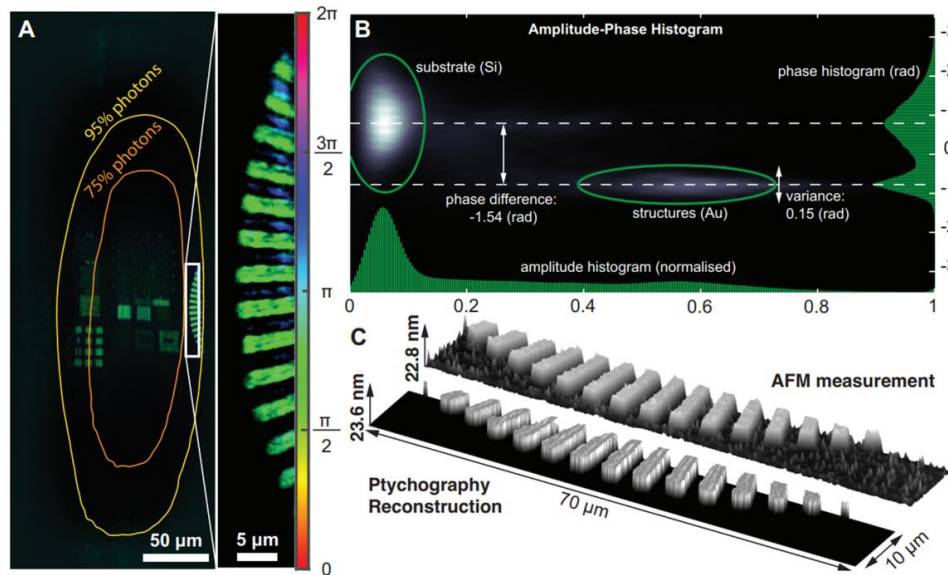 A
95% photons
75% photons
50 µm
5 µm
2π
3π
2
π
π
2
0
B
Amplitude-Phase Histogram
substrate (Si)
phase histogram (rad)
phase difference:
-1.54 (rad)
structures (Au)
variance:
0.15 (rad)
amplitude histogram (normalised)
0
0
0.2
0.4
0.6
0.8
1
C
22.8 nm
AFM measurement
23.6 nm
Ptychography
Reconstruction
70 µm
10 µm